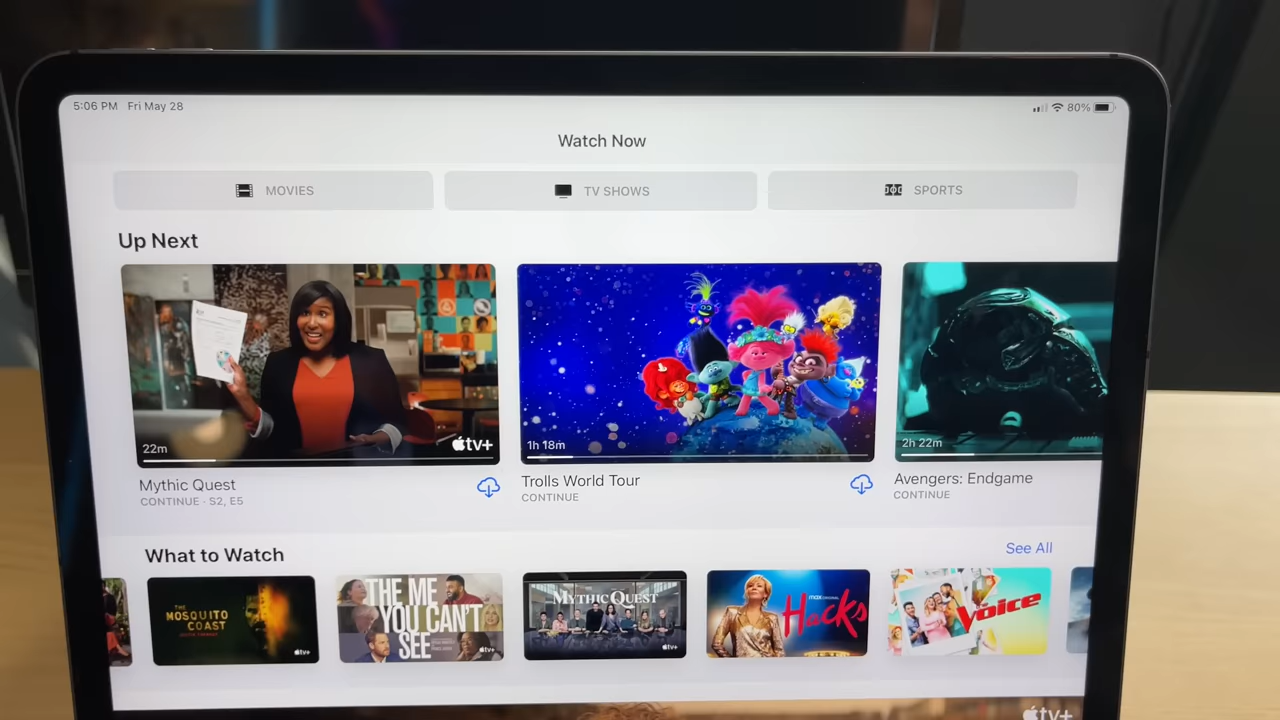 5:06 PM Fri May 28
80%
Watch Now
MOVIES
TV SHOWS
SPORTS
Up Next
22m
tv+
1h 18m
2h 22m
Mythic Quest
CONTINUE · S2, E5
Trolls World Tour
CONTINUE
Avengers: Endgame
CONTINUE
What to Watch
See All
THE
MOSQUITO
COAST
tv+
THE ME
YOU CAN'T
SEE
tv+
MYTHIC QUEST
tv+
max ORIGINAL
Hacks
Voice
tv+